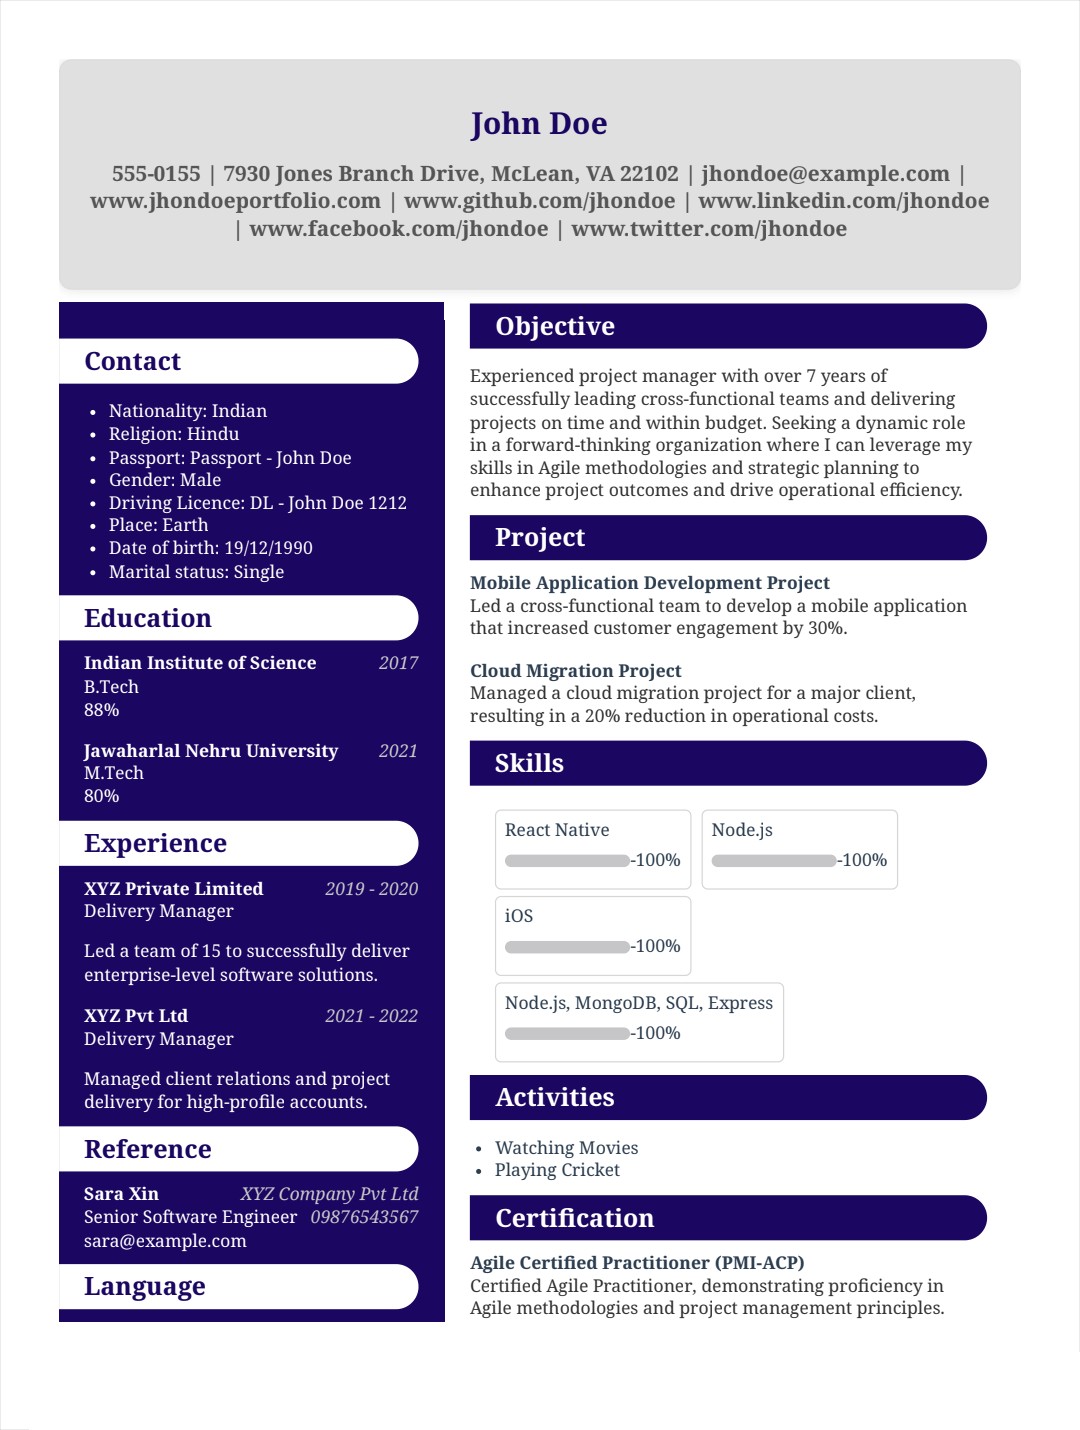 John Doe
555-0155 | 7930 Jones Branch Drive, McLean, VA 22102 | jhondoe@example.com |
www.jhondoeportfolio.com | www.github.com/jhondoe | www.linkedin.com/jhondoe
| www.facebook.com/jhondoe | www.twitter.com/jhondoe
Contact
• Nationality: Indian
• Religion: Hindu
• Passport: Passport - John Doe
• Gender: Male
• Driving Licence: DL - John Doe 1212
• Place: Earth
• Date of birth: 19/12/1990
• Marital status: Single
Education
Indian Institute of Science 2017
B.Tech
88%
Jawaharlal Nehru University 2021
M.Tech
80%
Experience
XYZ Private Limited 2019 - 2020
Delivery Manager
Led a team of 15 to successfully deliver
enterprise-level software solutions.
XYZ Pvt Ltd 2021 - 2022
Delivery Manager
Managed client relations and project
delivery for high-profile accounts.
Reference
Sara Xin XYZ Company Pvt Ltd
Senior Software Engineer 09876543567
sara@example.com
Language
Objective
Experienced project manager with over 7 years of
successfully leading cross-functional teams and delivering
projects on time and within budget. Seeking a dynamic role
in a forward-thinking organization where I can leverage my
skills in Agile methodologies and strategic planning to
enhance project outcomes and drive operational efficiency.
Project
Mobile Application Development Project
Led a cross-functional team to develop a mobile application
that increased customer engagement by 30%.
Cloud Migration Project
Managed a cloud migration project for a major client,
resulting in a 20% reduction in operational costs.
Skills
React Native
-100%
Node.js
-100%
iOS
-100%
Node.js, MongoDB, SQL, Express
-100%
Activities
• Watching Movies
• Playing Cricket
Certification
Agile Certified Practitioner (PMI-ACP)
Certified Agile Practitioner, demonstrating proficiency in
Agile methodologies and project management principles.